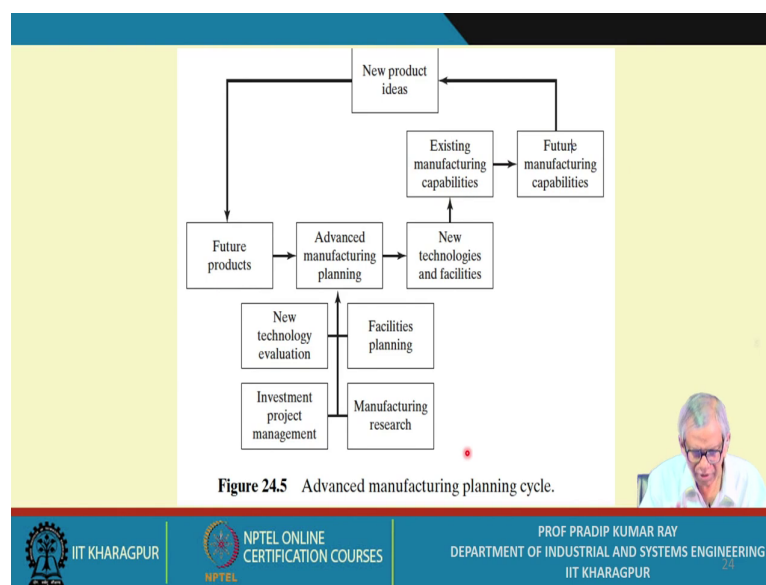 New product
ideas
Existing
manufacturing
capabilities
Future
manufacturing
capabilities
Future
products
Advanced
manufacturing
planning
New
technologies
and facilities
New
technology
evaluation
Facilities
planning
Investment
project
management
Manufacturing
research
Figure 24.5 Advanced manufacturing planning cycle.
IIT KHARAGPUR
NPTEL
NPTEL ONLINE
CERTIFICATION COURSES
PROF PRADIP KUMAR RAY
DEPARTMENT OF INDUSTRIAL AND SYSTEMS ENGINEERING
IIT KHARAGPUR
24